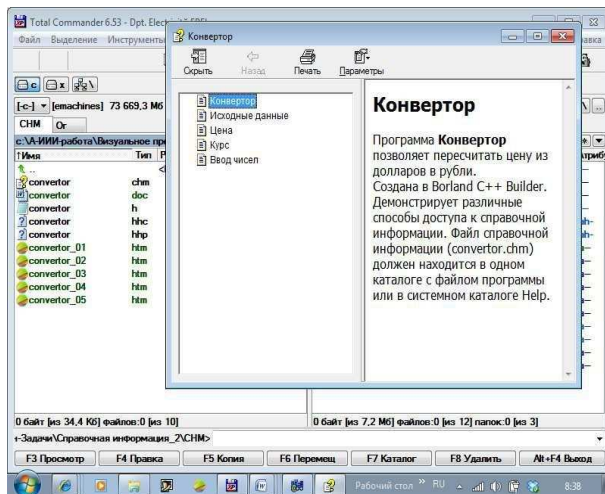 Total Commander 6.53 - Dpt. Elect
Файл Выделение Инструменты
Конвертор
Скрыть Назад Печать Параметры
c x \
[-c-] [emachines] 73 669,3 Мб
CHM Or
c:\А-ИИИ-работа\Визуальное пр
↑Имя Тип
..
convertor chm
convertor doc
convertor h
convertor hhc
convertor hhp
convertor_01 htm
convertor_02 htm
convertor_03 htm
convertor_04 htm
convertor_05 htm
Конвертор
Исходные данные
Цена
Курс
Ввод чисел
Конвертор
Программа Конвертор
позволяет пересчитать цену из
долларов в рубли.
Создана в Borland C++ Builder.
Демонстрирует различные
способы доступа к справочной
информации. Файл справочной
информации (convertor.chm)
должен находится в одном
каталоге с файлом программы
или в системном каталоге Help.
0 байт [из 34,4 Кб] файлов:0 [из 10]
0 байт [из 7,2 Мб] файлов:0 [из 12] папок:0 [из 3]
н-Задачи\Справочная информация_2\CHM>
F3 Просмотр F4 Правка F5 Копия F6 Перемещ F7 Каталог F8 Удалить Alt+F4 Выход
Рабочий стол » RU 8:38